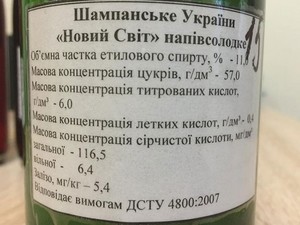 Шампанське України
«Новий Світ» напівсолодке
Об'ємна частка етилового спирту, % -
Масова концентрація цукрів, г/дм³ - 57,0
Масова концентрація титрованих кислот,
г/дм³ - 6,0
Масова концентрація летких кислот, г/дм³ - 0,4
Масова концентрація сірчистої кислоти, мг/дм³
загальної - 116,5
вільної - 6,4
Залізо, мг/кг – 5,4
Відповідає вимогам ДСТУ 4800:2007